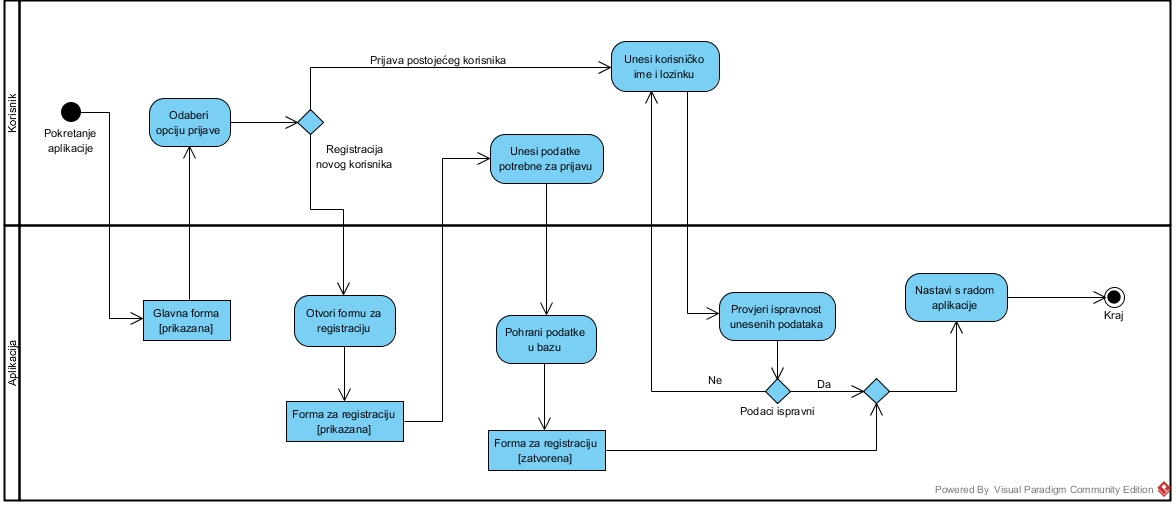 Korisnik
Pokretanje
aplikacije
Odaberi
opciju prijave
Prijava postojećeg korisnika
Registracija
novog korisnika
Unesi podatke
potrebne za prijavu
Unesi korisničko
ime i lozinku
Aplikacija
Glavna forma
[prikazana]
Otvori formu za
registraciju
Forma za registraciju
[prikazana]
Pohrani podatke
u bazu
Forma za registraciju
[zatvorena]
Provjeri ispravnost
unesenih podataka
Ne
Da
Podaci ispravni
Nastavi s radom
aplikacije
Kraj
Powered By Visual Paradigm Community Edition